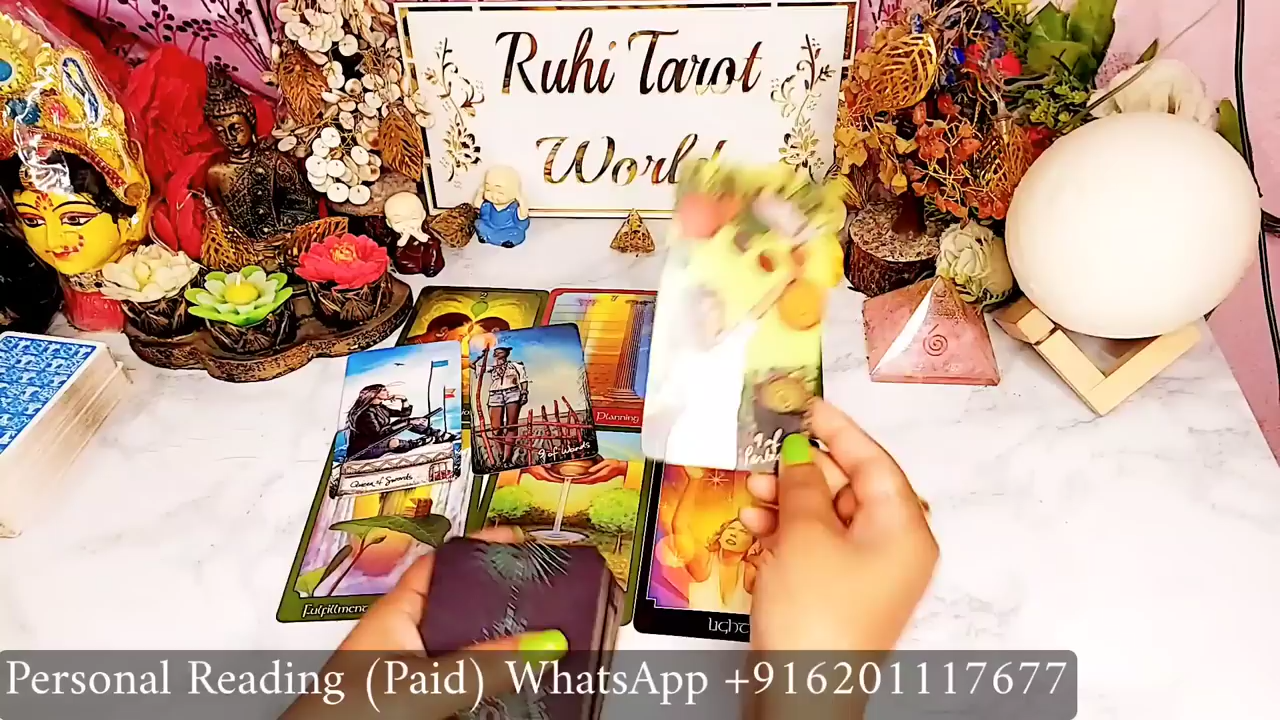 Ruhi Tarot
World
Planning
9 of Wands
Queen of Swords
Fulfillment
Light
Personal Reading (Paid) WhatsApp +916201117677